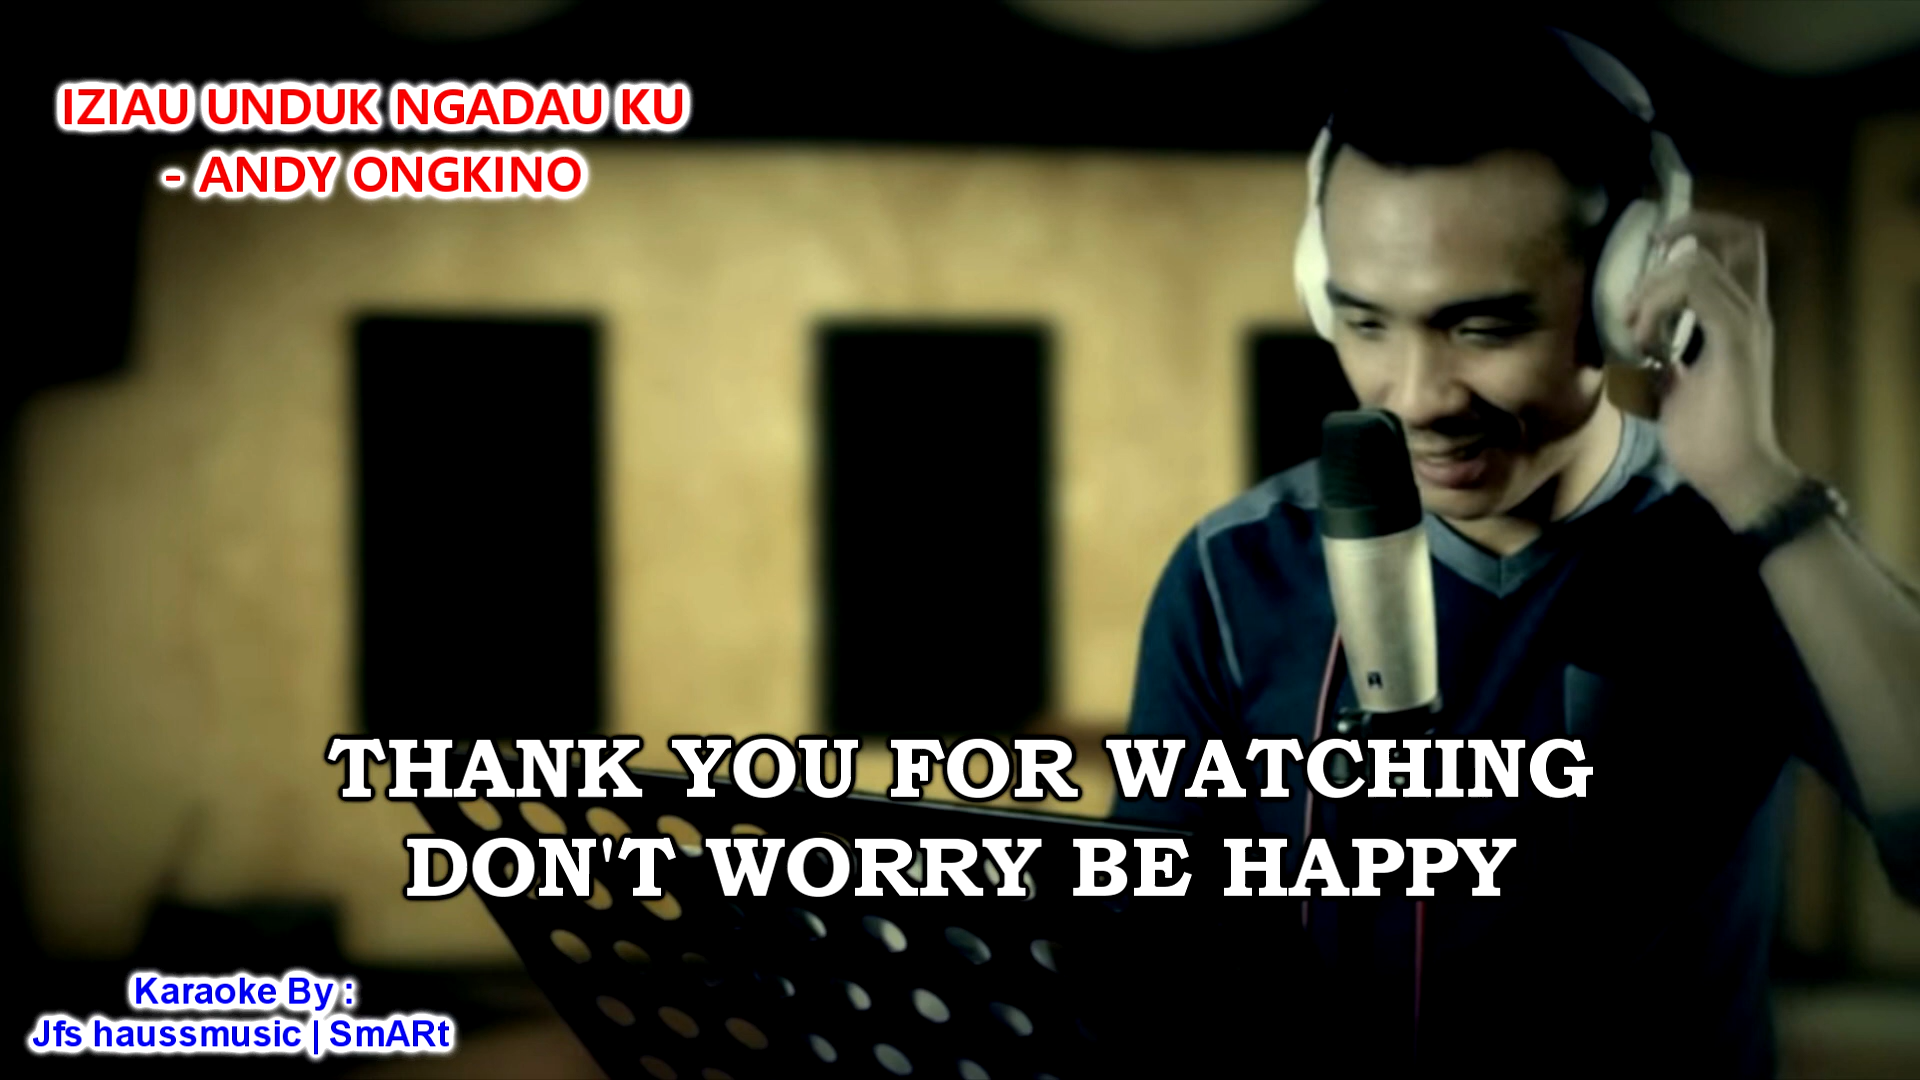 IZIAU UNDUK NGADAU KU
- ANDY ONGKINO
THANK YOU FOR WATCHING
DON'T WORRY BE HAPPY
Karaoke By :
Jfs haussmusic | SmARt